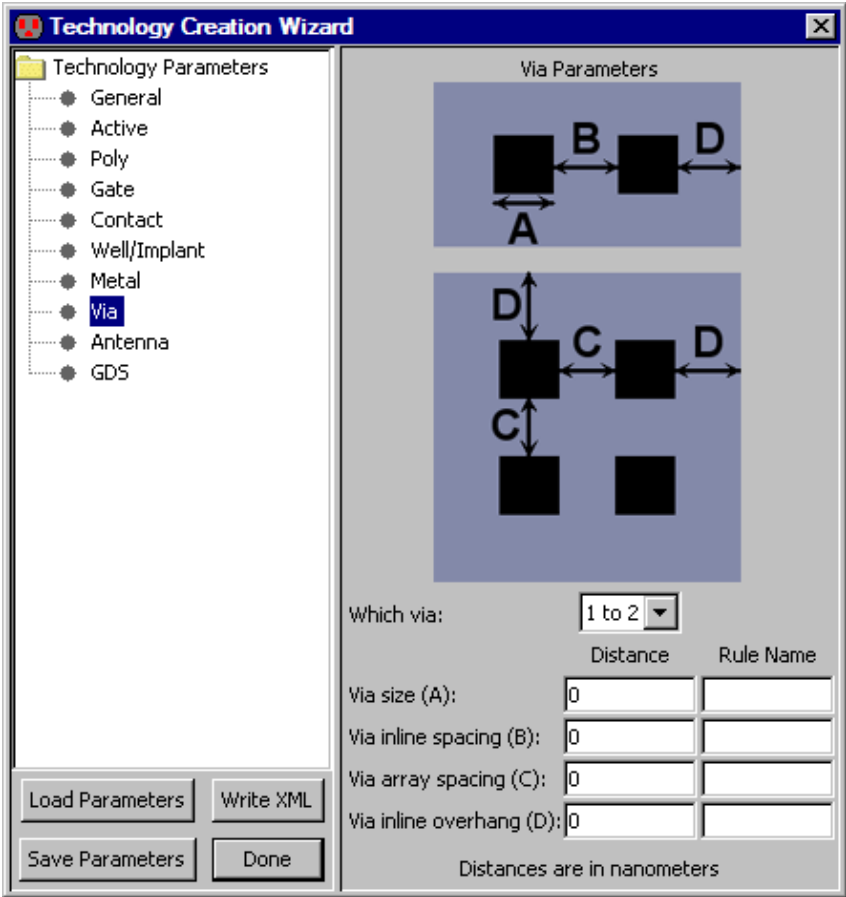 Technology Creation Wizard
Technology Parameters
General
Active
Poly
Gate
Contact
Well/Implant
Metal
Via
Antenna
GDS
Load Parameters
Write XML
Save Parameters
Done
Via Parameters
B D
A
D
C D
C
Which via: 1 to 2
Distance Rule Name
Via size (A): 0
Via inline spacing (B): 0
Via array spacing (C): 0
Via inline overhang (D): 0
Distances are in nanometers